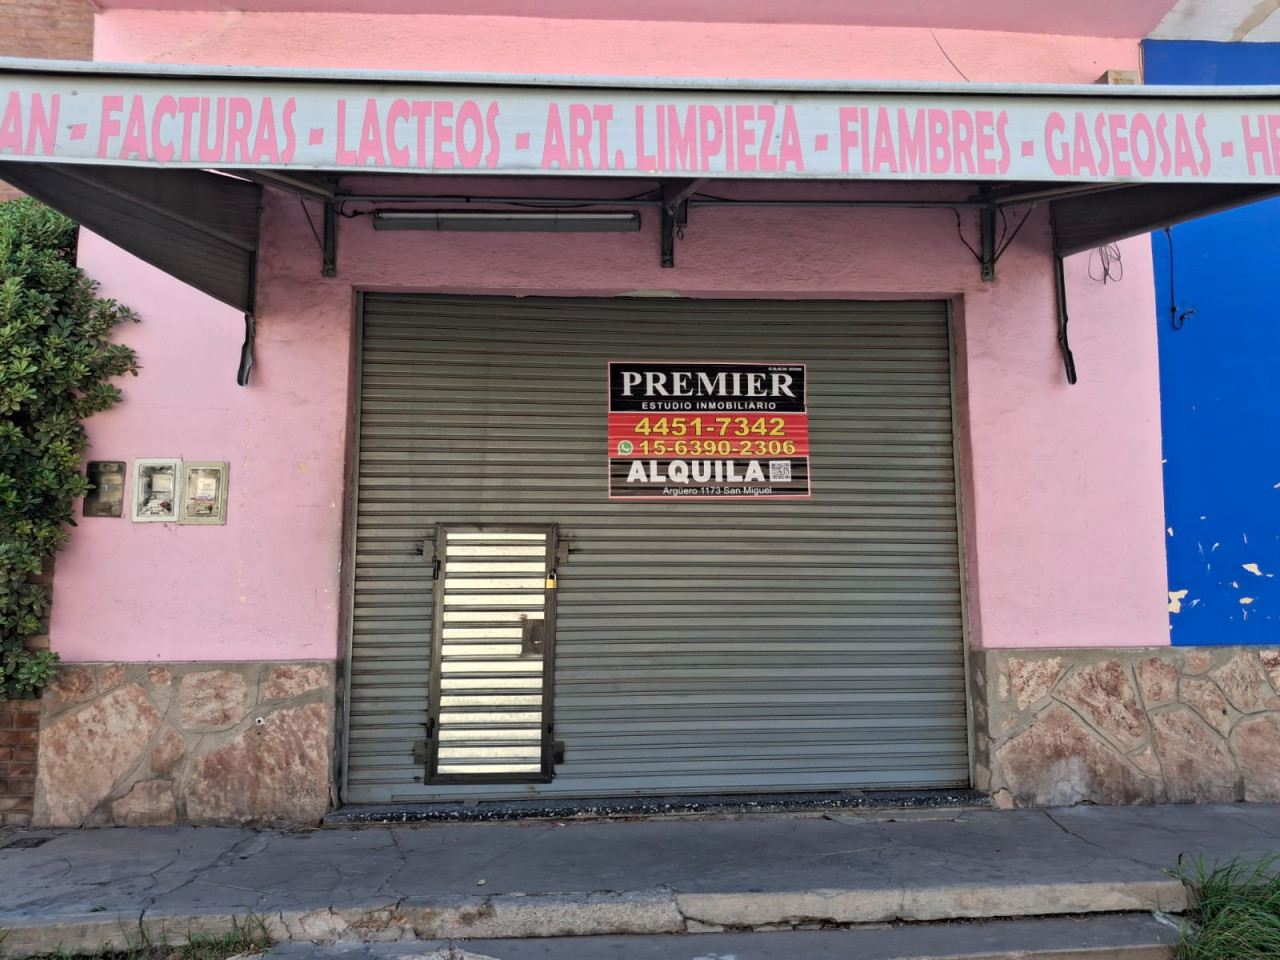 AN - FACTURAS - LACTEOS - ART. LIMPIEZA - FIAMBRES - GASEOSAS - HE
PREMIER
ESTUDIO INMOBILIARIO
4451-7342
15-6390-2306
ALQUILA
Argüero 1173 San Miguel